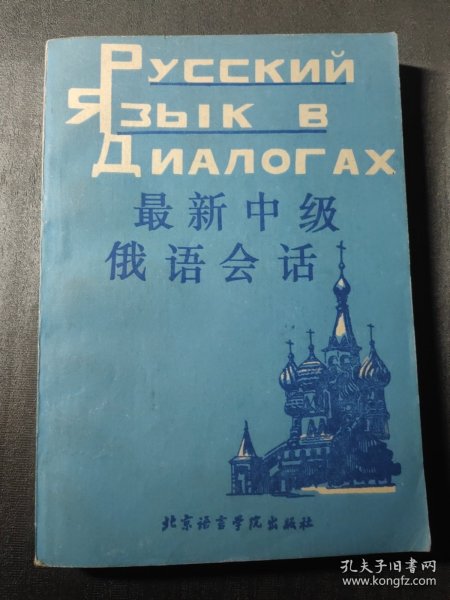 Русский
Язык в
Диалогах
最新中级
俄语会话
北京语言学院出版社
孔夫子旧书网
www.kongfz.com